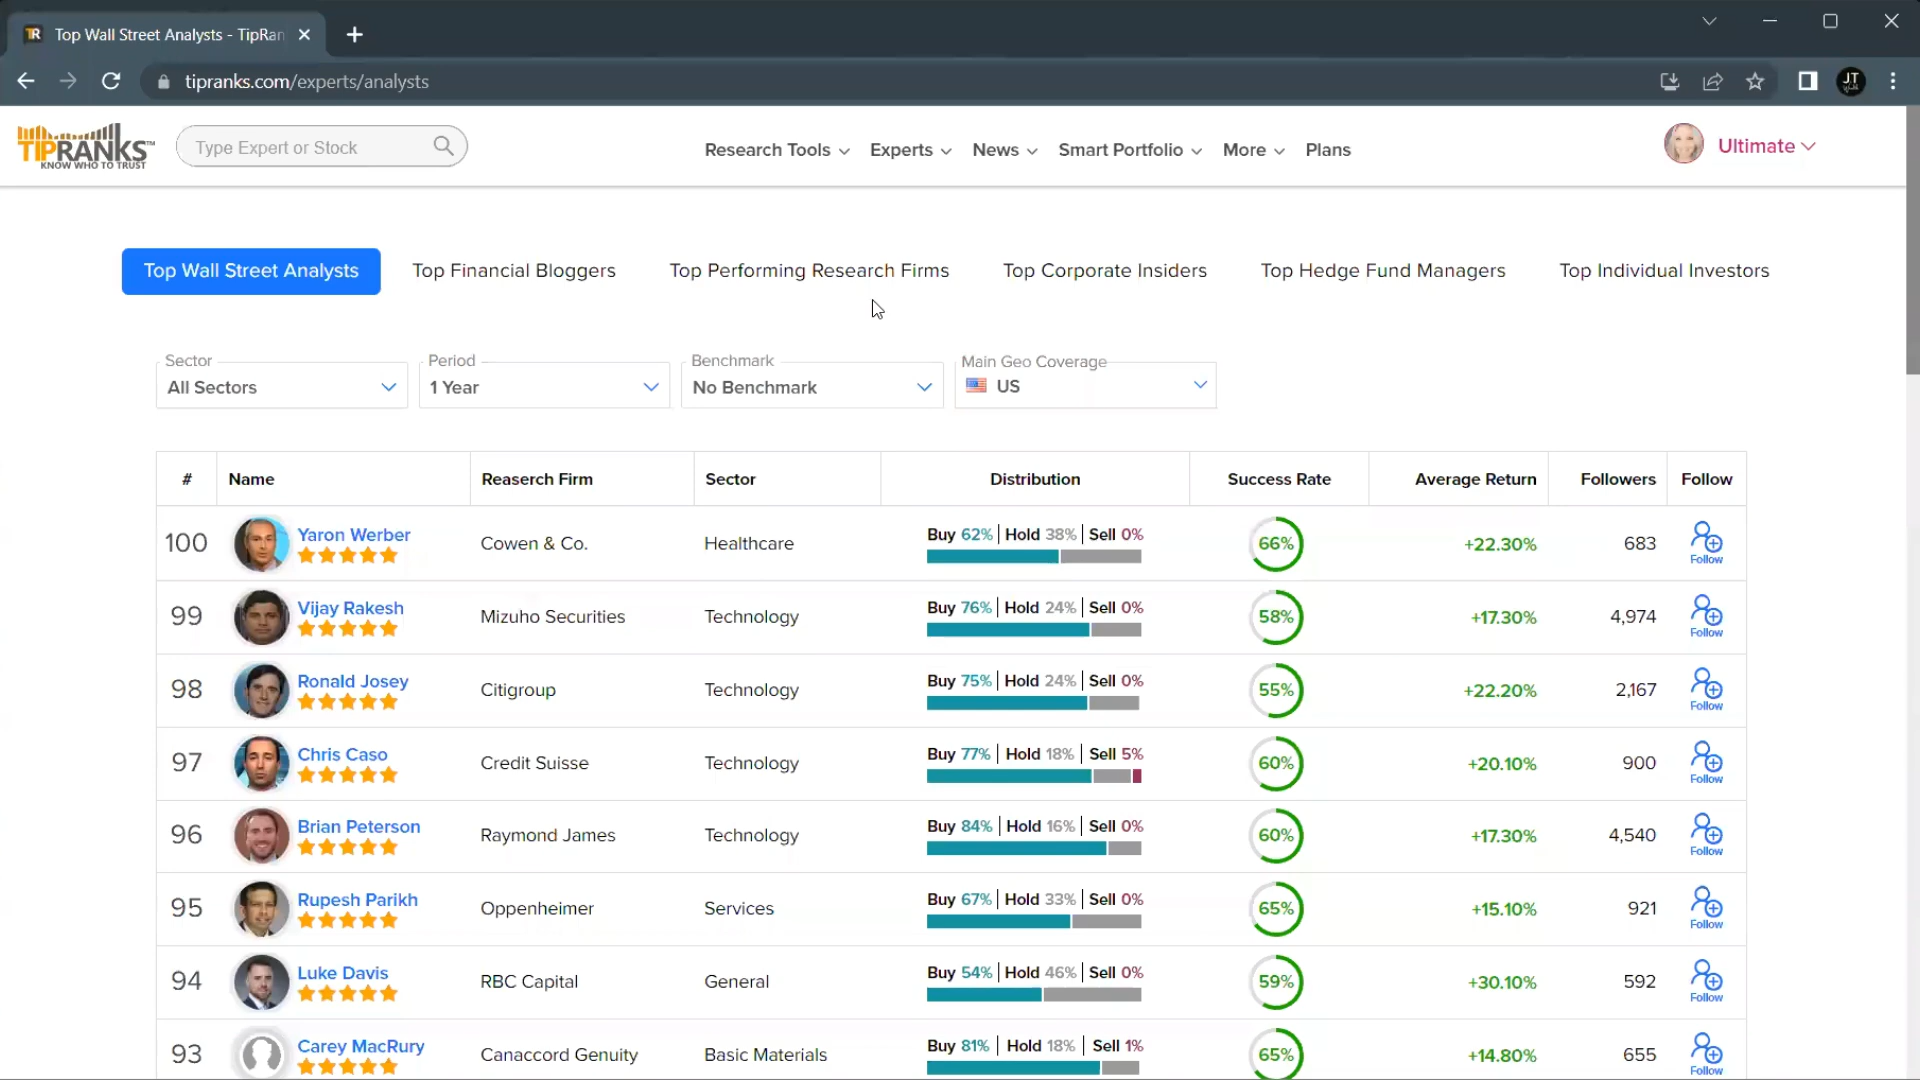 Top Wall Street Analysts - TipRan
tipranks.com/experts/analysts
JT
TIPRANKS™
KNOW WHO TO TRUST
Type Expert or Stock
Research Tools Experts News Smart Portfolio More Plans
Ultimate
Top Wall Street Analysts Top Financial Bloggers Top Performing Research Firms Top Corporate Insiders Top Hedge Fund Managers Top Individual Investors
Sector Period Benchmark Main Geo Coverage
All Sectors 1 Year No Benchmark US
# Name Reaserch Firm Sector Distribution Success Rate Average Return Followers Follow
100 Yaron Werber Cowen & Co. Healthcare Buy 62% Hold 38% Sell 0% 66% +22.30% 683 Follow
99 Vijay Rakesh Mizuho Securities Technology Buy 76% Hold 24% Sell 0% 58% +17.30% 4,974 Follow
98 Ronald Josey Citigroup Technology Buy 75% Hold 24% Sell 0% 55% +22.20% 2,167 Follow
97 Chris Caso Credit Suisse Technology Buy 77% Hold 18% Sell 5% 60% +20.10% 900 Follow
96 Brian Peterson Raymond James Technology Buy 84% Hold 16% Sell 0% 60% +17.30% 4,540 Follow
95 Rupesh Parikh Oppenheimer Services Buy 67% Hold 33% Sell 0% 65% +15.10% 921 Follow
94 Luke Davis RBC Capital General Buy 54% Hold 46% Sell 0% 59% +30.10% 592 Follow
93 Carey MacRury Canaccord Genuity Basic Materials Buy 81% Hold 18% Sell 1% 65% +14.80% 655 Follow